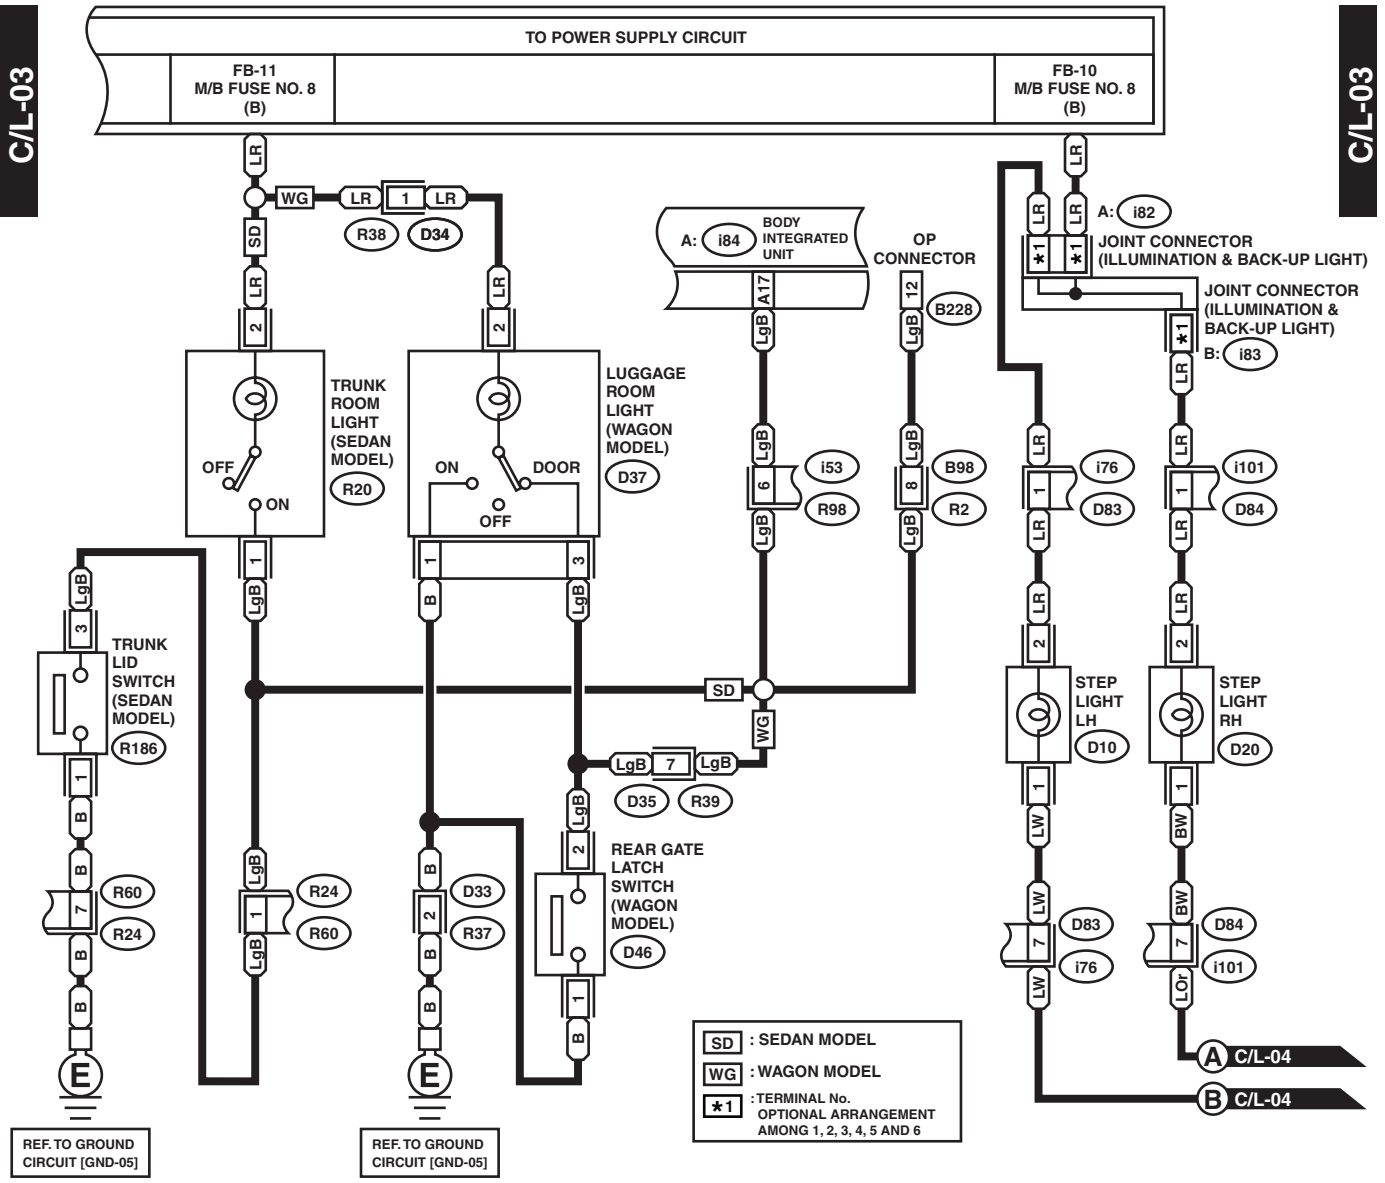 C/L-03
C/L-03
TO POWER SUPPLY CIRCUIT
FB-11
M/B FUSE NO. 8
(B)
FB-10
M/B FUSE NO. 8
(B)
LR
LR
WG
LR
1
LR
R38
D34
SD
LR
LR
2
2
A: i84
BODY
INTEGRATED
UNIT
A17
LgB
OP
CONNECTOR
12
B228
LgB
LR
LR
A: i82
*1
*1
JOINT CONNECTOR
(ILLUMINATION & BACK-UP LIGHT)
JOINT CONNECTOR
(ILLUMINATION &
BACK-UP LIGHT)
*1
B: i83
LR
TRUNK
ROOM
LIGHT
(SEDAN
MODEL)
R20
OFF
ON
LUGGAGE
ROOM
LIGHT
(WAGON
MODEL)
D37
ON
DOOR
OFF
LgB
6
i53
R98
LgB
LgB
8
B98
R2
LgB
LR
1
i76
D83
LR
LR
1
i101
D84
LR
1
LgB
1
B
3
LgB
LgB
3
TRUNK
LID
SWITCH
(SEDAN
MODEL)
R186
1
B
SD
WG
LgB
7
LgB
D35
R39
LR
2
STEP
LIGHT
LH
D10
1
LW
LR
2
STEP
LIGHT
RH
D20
1
BW
LgB
2
REAR GATE
LATCH
SWITCH
(WAGON
MODEL)
D46
1
B
B
7
R60
R24
B
B
E
REF. TO GROUND
CIRCUIT [GND-05]
LgB
1
R24
R60
LgB
B
2
D33
R37
B
B
E
REF. TO GROUND
CIRCUIT [GND-05]
LW
7
D83
i76
LW
BW
7
D84
i101
LOr
SD : SEDAN MODEL
WG : WAGON MODEL
*1 : TERMINAL No.
OPTIONAL ARRANGEMENT
AMONG 1, 2, 3, 4, 5 AND 6
A C/L-04
B C/L-04